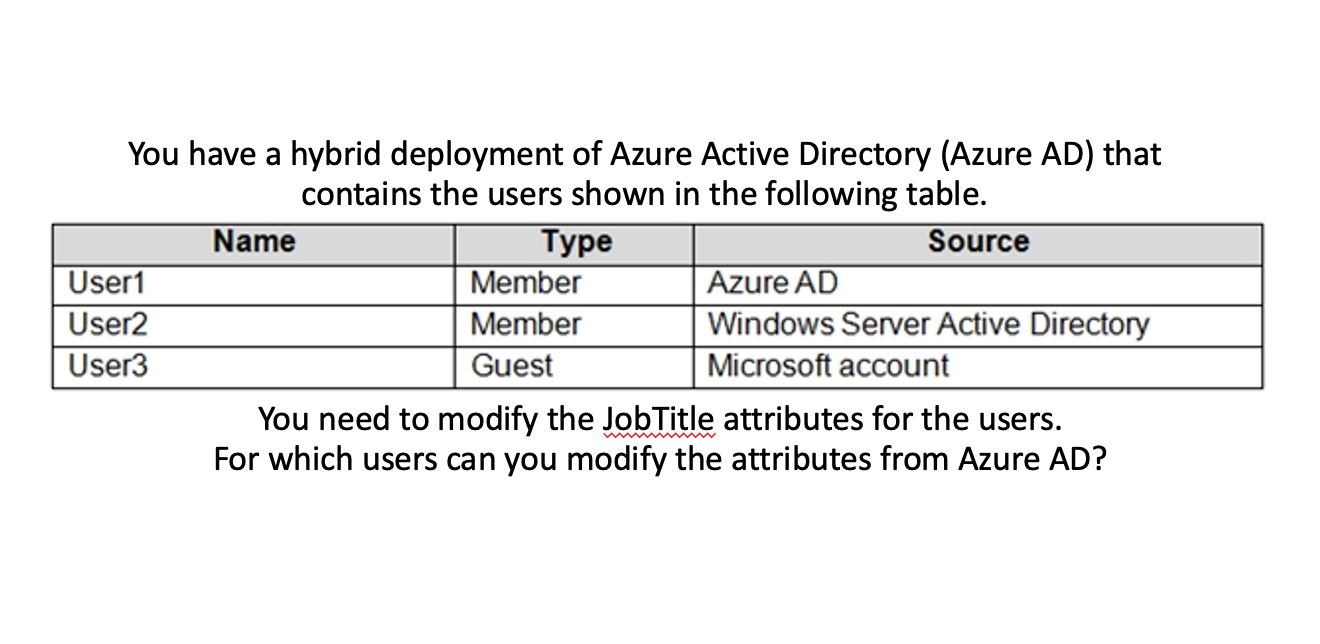 You have a hybrid deployment of Azure Active Directory (Azure AD) that
contains the users shown in the following table.
Name Type Source
User1 Member Azure AD
User2 Member Windows Server Active Directory
User3 Guest Microsoft account
You need to modify the JobTitle attributes for the users.
For which users can you modify the attributes from Azure AD?